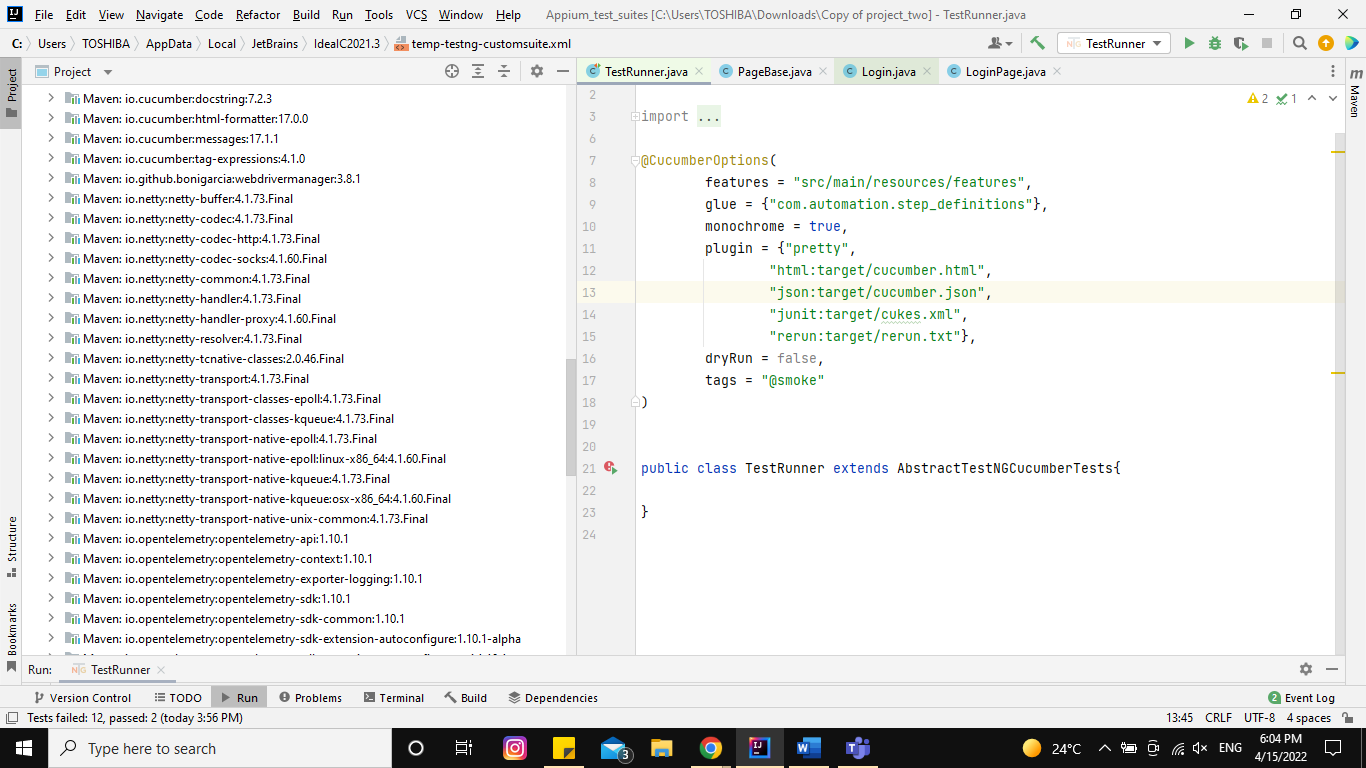 File Edit View Navigate Code Refactor Appium Build Run Tools VCS Window Help Appium_test_suites [C:\Users\TOSHIBA\Downloads\Copy of project_two] - TestRunner.java
C: Users TOSHIBA AppData Local JetBrains IdeaIC2021.3 temp-testng-customsuite.xml TestRunner
Project
TestRunner.java PageBase.java Login.java LoginPage.java
Project
Structure
Bookmarks
m Maven
Maven: io.cucumber:docstring:7.2.3
Maven: io.cucumber:html-formatter:17.0.0
Maven: io.cucumber:messages:17.1.1
Maven: io.cucumber:tag-expressions:4.1.0
Maven: io.github.bonigarcia:webdrivermanager:3.8.1
Maven: io.netty:netty-buffer:4.1.73.Final
Maven: io.netty:netty-codec:4.1.73.Final
Maven: io.netty:netty-codec-http:4.1.73.Final
Maven: io.netty:netty-codec-socks:4.1.60.Final
Maven: io.netty:netty-common:4.1.73.Final
Maven: io.netty:netty-handler:4.1.73.Final
Maven: io.netty:netty-handler-proxy:4.1.60.Final
Maven: io.netty:netty-resolver:4.1.73.Final
Maven: io.netty:netty-tcnative-classes:2.0.46.Final
Maven: io.netty:netty-transport:4.1.73.Final
Maven: io.netty:netty-transport-classes-epoll:4.1.73.Final
Maven: io.netty:netty-transport-classes-kqueue:4.1.73.Final
Maven: io.netty:netty-transport-native-epoll:4.1.73.Final
Maven: io.netty:netty-transport-native-epoll:linux-x86_64:4.1.60.Final
Maven: io.netty:netty-transport-native-kqueue:4.1.73.Final
Maven: io.netty:netty-transport-native-kqueue:osx-x86_64:4.1.60.Final
Maven: io.netty:netty-transport-native-unix-common:4.1.73.Final
Maven: io.opentelemetry:opentelemetry-api:1.10.1
Maven: io.opentelemetry:opentelemetry-context:1.10.1
Maven: io.opentelemetry:opentelemetry-exporter-logging:1.10.1
Maven: io.opentelemetry:opentelemetry-sdk:1.10.1
Maven: io.opentelemetry:opentelemetry-sdk-common:1.10.1
Maven: io.opentelemetry:opentelemetry-sdk-extension-autoconfigure:1.10.1-alpha
2 1
2
3 import ...
6
7 @CucumberOptions(
8 features = "src/main/resources/features",
9 glue = {"com.automation.step_definitions"},
10 monochrome = true,
11 plugin = {"pretty",
12 "html:target/cucumber.html",
13 "json:target/cucumber.json",
14 "junit:target/cukes.xml",
15 "rerun:target/rerun.txt"},
16 dryRun = false,
17 tags = "@smoke"
18 )
19
20
21 public class TestRunner extends AbstractTestNGCucumberTests{
22
23 }
24
Run: TestRunner
Version Control TODO Run Problems Terminal Build Dependencies 2 Event Log
Tests failed: 12, passed: 2 (today 3:56 PM) 13:45 CRLF UTF-8 4 spaces
Type here to search 3 24°C ENG 6:04 PM
4/15/2022